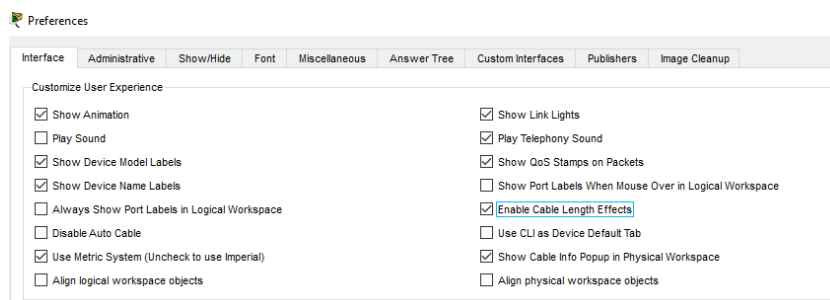 Preferences
Interface Administrative Show/Hide Font Miscellaneous Answer Tree Custom Interfaces Publishers Image Cleanup
Customize User Experience
Show Animation Show Link Lights
Play Sound Play Telephony Sound
Show Device Model Labels Show QoS Stamps on Packets
Show Device Name Labels Show Port Labels When Mouse Over in Logical Workspace
Always Show Port Labels in Logical Workspace Enable Cable Length Effects
Disable Auto Cable Use CLI as Device Default Tab
Use Metric System (Uncheck to use Imperial) Show Cable Info Popup in Physical Workspace
Align logical workspace objects Align physical workspace objects